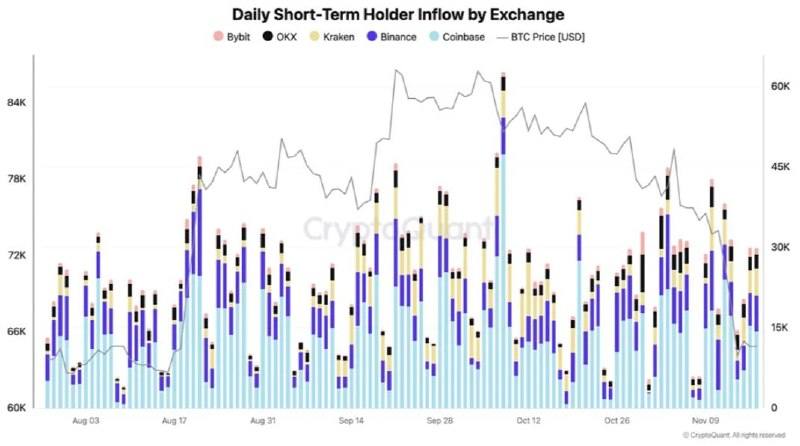 Daily Short-Term Holder Inflow by Exchange
Bybit OKX Kraken Binance Coinbase BTC Price [USD]
84K
78K
72K
66K
60K
60K
45K
30K
15K
0
CryptoQuant
Aug 03 Aug 17 Aug 31 Sep 14 Sep 28 Oct 12 Oct 26 Nov 09
© CryptoQuant. All rights reserved